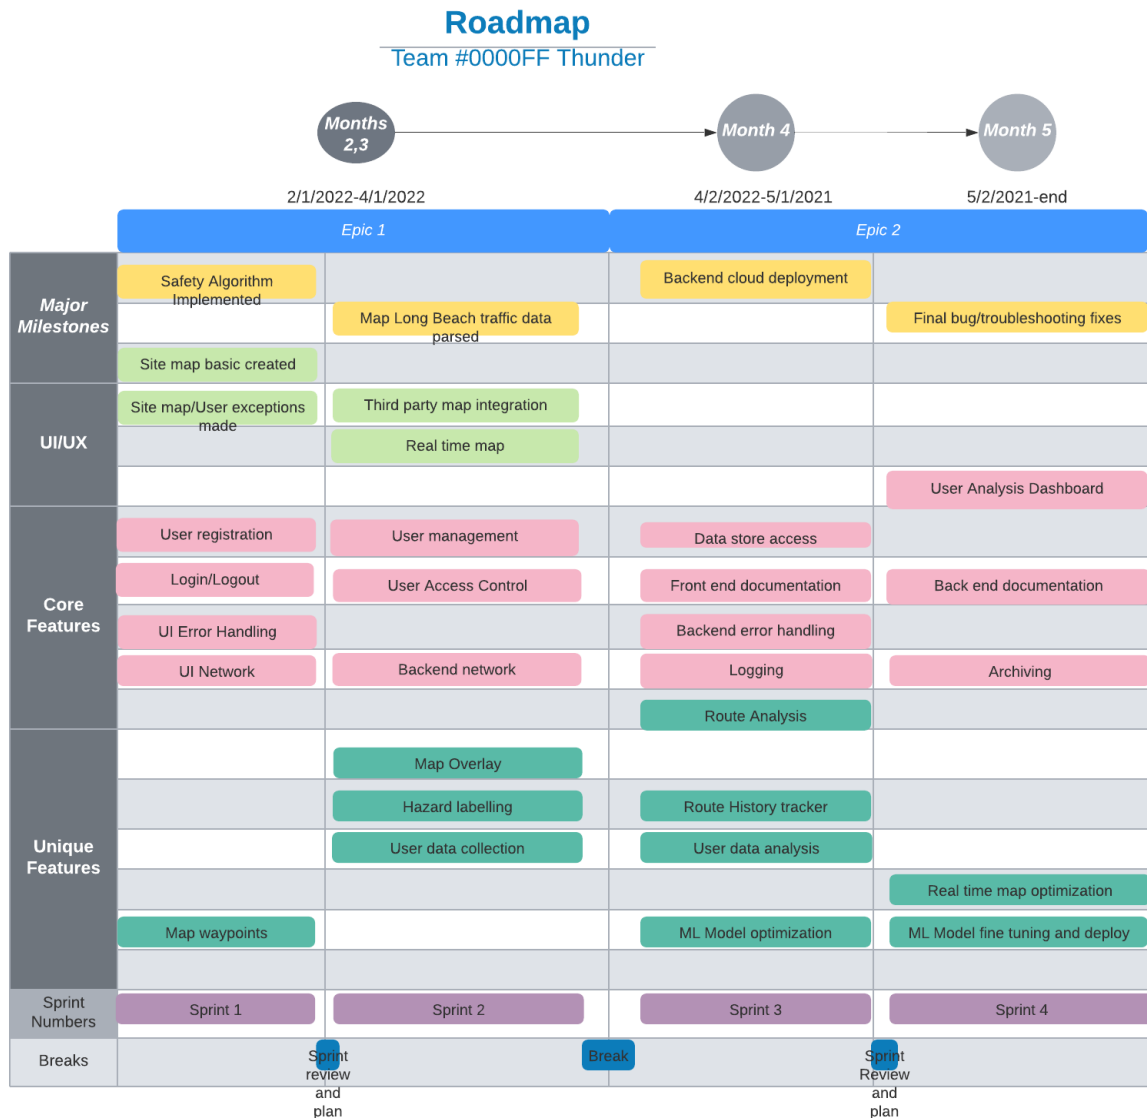 Roadmap
Team #0000FF Thunder
Months
2,3
Month 4
Month 5
2/1/2022-4/1/2022
4/2/2022-5/1/2021
5/2/2021-end
Epic 1
Epic 2
Major
Milestones
Safety Algorithm
Implemented
Backend cloud deployment
Map Long Beach traffic data
parsed
Final bug/troubleshooting fixes
Site map basic created
UI/UX
Site map/User exceptions
made
Third party map integration
Real time map
User Analysis Dashboard
Core
Features
User registration
User management
Data store access
Login/Logout
User Access Control
Front end documentation
Back end documentation
UI Error Handling
Backend error handling
UI Network
Backend network
Logging
Archiving
Route Analysis
Unique
Features
Map Overlay
Hazard labelling
Route History tracker
User data collection
User data analysis
Real time map optimization
Map waypoints
ML Model optimization
ML Model fine tuning and deploy
Sprint
Numbers
Sprint 1
Sprint 2
Sprint 3
Sprint 4
Breaks
Sprint
review
and
plan
Break
Sprint
Review
and
plan